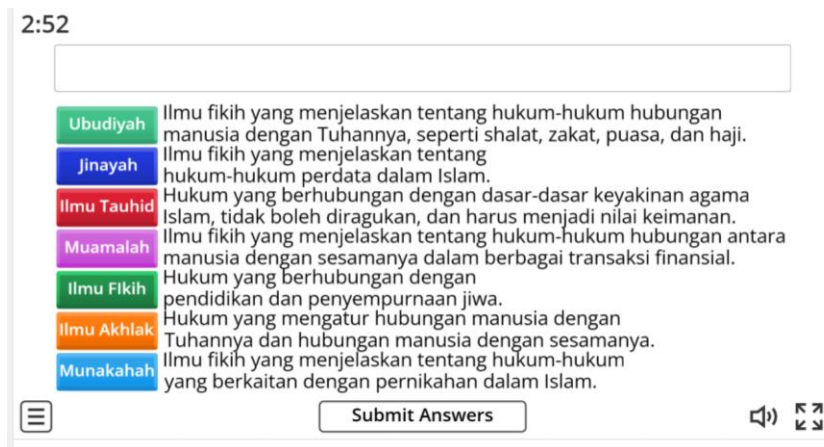 2:52
Ubudiyah
Ilmu fikih yang menjelaskan tentang hukum-hukum hubungan
manusia dengan Tuhannya, seperti shalat, zakat, puasa, dan haji.
Jinayah
Ilmu fikih yang menjelaskan tentang
hukum-hukum perdata dalam Islam.
Ilmu Tauhid
Hukum yang berhubungan dengan dasar-dasar keyakinan agama
Islam, tidak boleh diragukan, dan harus menjadi nilai keimanan.
Muamalah
Ilmu fikih yang menjelaskan tentang hukum-hukum hubungan antara
manusia dengan sesamanya dalam berbagai transaksi finansial.
Ilmu FIkih
Hukum yang berhubungan dengan
pendidikan dan penyempurnaan jiwa.
Ilmu Akhlak
Hukum yang mengatur hubungan manusia dengan
Tuhannya dan hubungan manusia dengan sesamanya.
Munakahah
Ilmu fikih yang menjelaskan tentang hukum-hukum
yang berkaitan dengan pernikahan dalam Islam.
Submit Answers